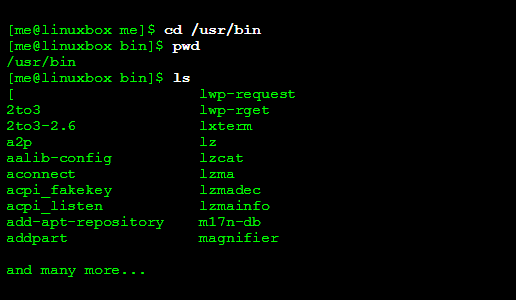 [me@linuxbox me]$ cd /usr/bin
[me@linuxbox bin]$ pwd
/usr/bin
[me@linuxbox bin]$ ls
[ lwp-request
2to3 lwp-rget
2to3-2.6 lxterm
a2p lz
aalib-config lzcat
aconnect lzma
acpi_fakekey lzmadec
acpi_listen lzmainfo
add-apt-repository m17n-db
addpart magnifier
and many more...